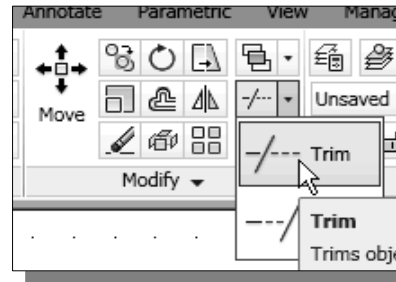 Annotate Parametric View Manag
Move
Unsaved
Trim
Modify
Trim
Trims obje